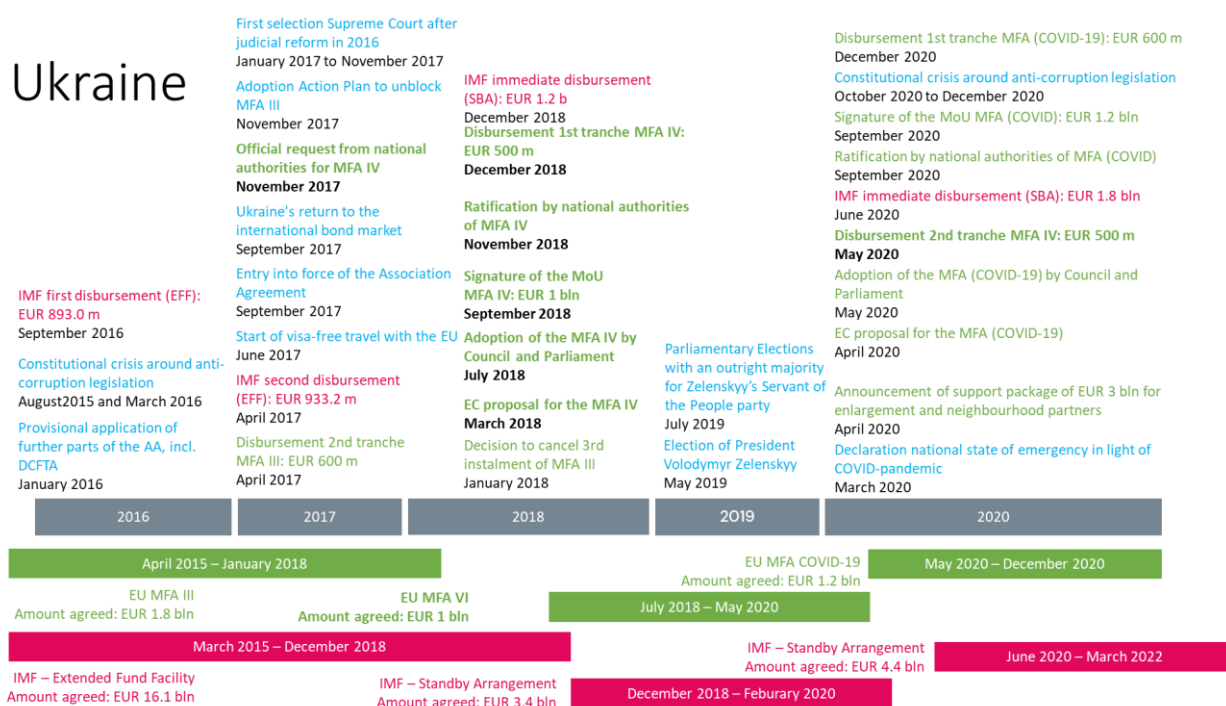 Ukraine
IMF first disbursement (EFF):
EUR 893.0 m
September 2016
Constitutional crisis around anti-
corruption legislation
August2015 and March 2016
Provisional application of
further parts of the AA, incl.
DCFTA
January 2016
First selection Supreme Court after
judicial reform in 2016
January 2017 to November 2017
Adoption Action Plan to unblock
MFA III
November 2017
Official request from national
authorities for MFA IV
November 2017
Ukraine's return to the
international bond market
September 2017
Entry into force of the Association
Agreement
September 2017
Start of visa-free travel with the EU
June 2017
IMF second disbursement
(EFF): EUR 933.2 m
April 2017
Disbursement 2nd tranche
MFA III: EUR 600 m
April 2017
IMF immediate disbursement
(SBA): EUR 1.2 b
December 2018
Disbursement 1st tranche MFA IV:
EUR 500 m
December 2018
Ratification by national authorities
of MFA IV
November 2018
Signature of the MoU
MFA IV: EUR 1 bln
September 2018
Adoption of the MFA IV by
Council and Parliament
July 2018
EC proposal for the MFA IV
March 2018
Decision to cancel 3rd
instalment of MFA III
January 2018
Parliamentary Elections
with an outright majority
for Zelenskyy's Servant of
the People party
July 2019
Election of President
Volodymyr Zelenskyy
May 2019
Disbursement 1st tranche MFA (COVID-19): EUR 600 m
December 2020
Constitutional crisis around anti-corruption legislation
October 2020 to December 2020
Signature of the MoU MFA (COVID): EUR 1.2 bln
September 2020
Ratification by national authorities of MFA (COVID)
September 2020
IMF immediate disbursement (SBA): EUR 1.8 bln
June 2020
Disbursement 2nd tranche MFA IV: EUR 500 m
May 2020
Adoption of the MFA (COVID-19) by Council and
Parliament
May 2020
EC proposal for the MFA (COVID-19)
April 2020
Announcement of support package of EUR 3 bln for
enlargement and neighbourhood partners
April 2020
Declaration national state of emergency in light of
COVID-pandemic
March 2020
2016
2017
2018
2019
2020
April 2015 – January 2018
EU MFA III
Amount agreed: EUR 1.8 bln
EU MFA VI
Amount agreed: EUR 1 bln
July 2018 – May 2020
EU MFA COVID-19
Amount agreed: EUR 1.2 bln
May 2020 – December 2020
March 2015 – December 2018
IMF – Extended Fund Facility
Amount agreed: EUR 16.1 bln
IMF – Standby Arrangement
Amount agreed: EUR 3.4 bln
December 2018 – Feburary 2020
IMF – Standby Arrangement
Amount agreed: EUR 4.4 bln
June 2020 – March 2022